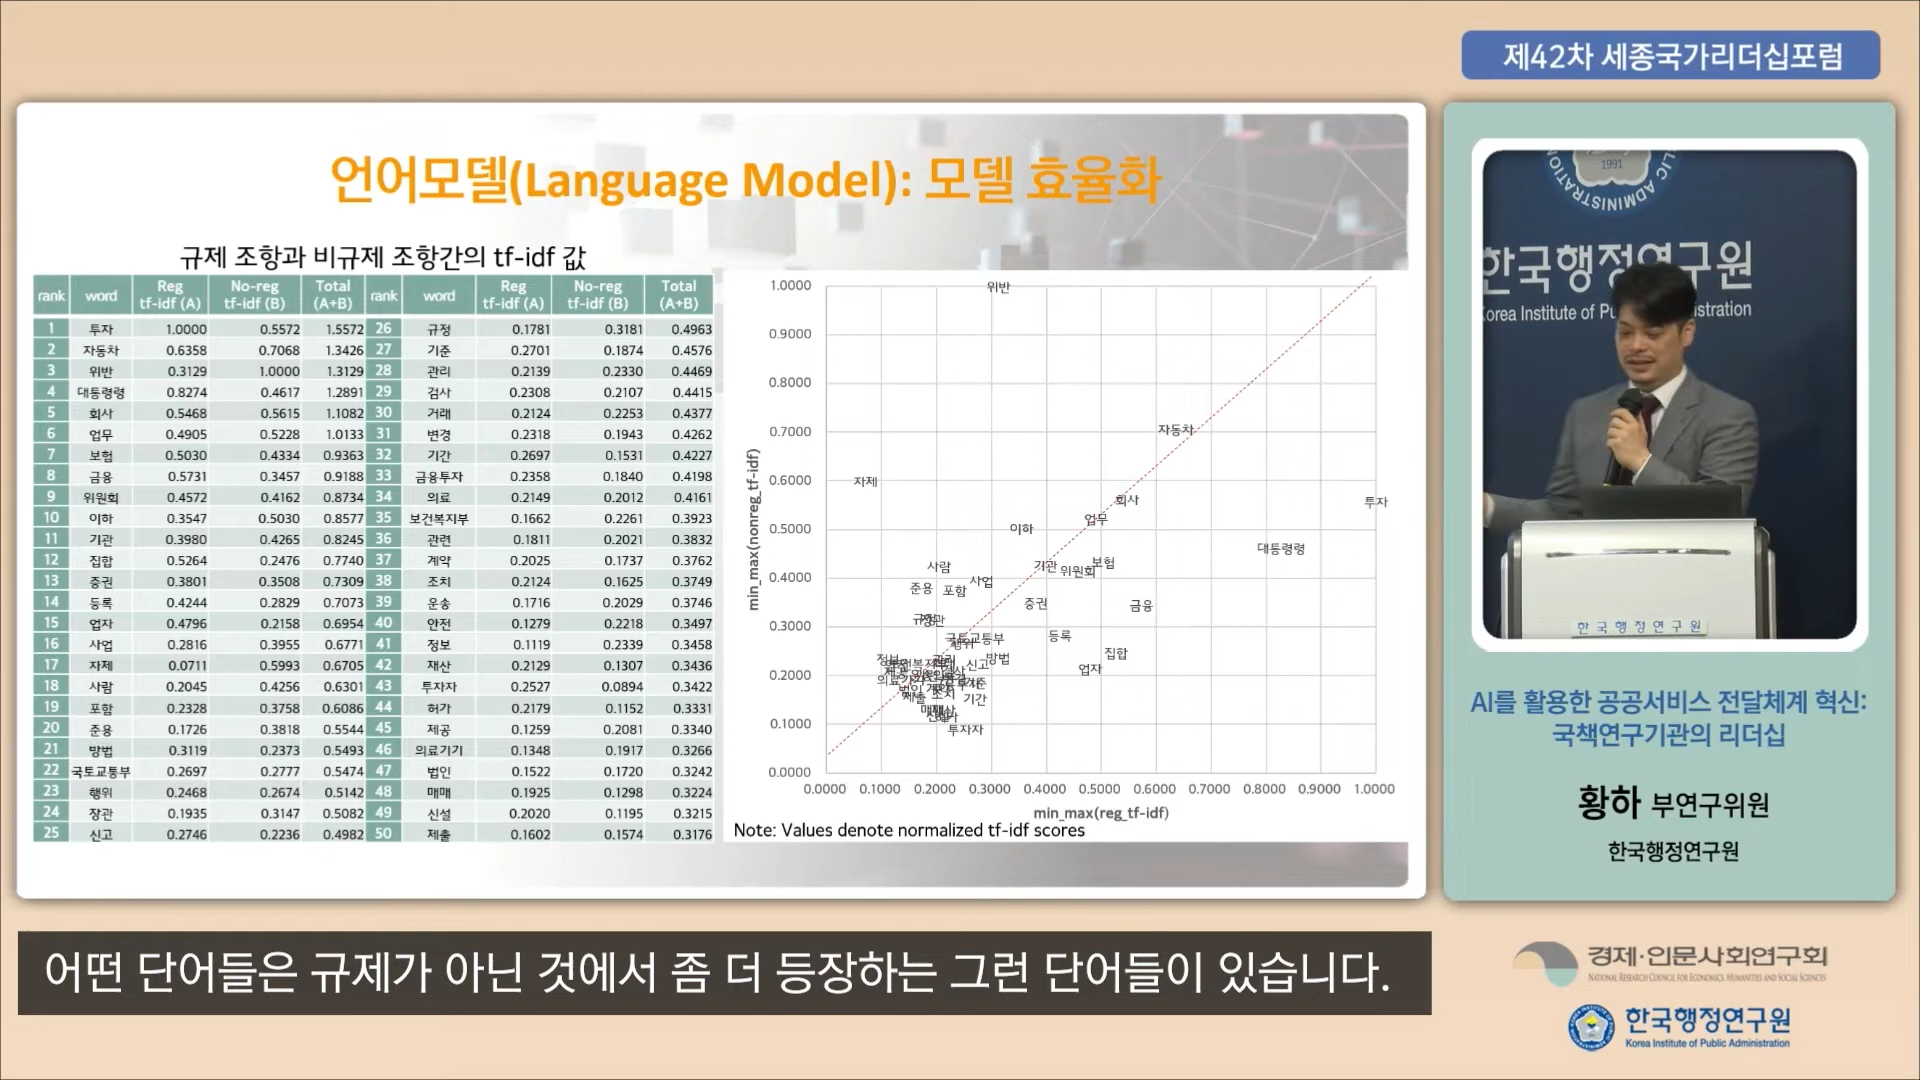 제42차 세종국가리더십포럼
언어모델(Language Model): 모델 효율화
규제 조항과 비규제 조항간의 tf-idf 값
rank word Reg tf-idf (A) No-reg tf-idf (B) Total (A+B) rank word Reg tf-idf (A) No-reg tf-idf (B) Total (A+B)
1 투자 1.0000 0.5572 1.5572 26 규정 0.1781 0.3181 0.4963
2 자동차 0.6358 0.7068 1.3426 27 기준 0.2701 0.1874 0.4576
3 위반 0.3129 1.0000 1.3129 28 관리 0.2139 0.2330 0.4469
4 대통령령 0.8274 0.4617 1.2891 29 검사 0.2308 0.2107 0.4415
5 회사 0.5468 0.5615 1.1082 30 거래 0.2124 0.2253 0.4377
6 업무 0.4905 0.5228 1.0133 31 변경 0.2318 0.1943 0.4262
7 보험 0.5030 0.4334 0.9363 32 기간 0.2697 0.1531 0.4227
8 금융 0.5731 0.3457 0.9188 33 금융투자 0.2358 0.1840 0.4198
9 위원회 0.4572 0.4162 0.8734 34 의료 0.2149 0.2012 0.4161
10 이하 0.3547 0.5030 0.8577 35 보건복지부 0.1662 0.2261 0.3923
11 기관 0.3980 0.4265 0.8245 36 관련 0.1811 0.2021 0.3832
12 집합 0.5264 0.2476 0.7740 37 계약 0.2025 0.1737 0.3762
13 증권 0.3801 0.3508 0.7309 38 조치 0.2124 0.1625 0.3749
14 등록 0.4244 0.2829 0.7073 39 운송 0.1716 0.2029 0.3746
15 업자 0.4796 0.2158 0.6954 40 안전 0.1279 0.2218 0.3497
16 사업 0.2816 0.3955 0.6771 41 정보 0.1119 0.2339 0.3458
17 자제 0.0711 0.5993 0.6705 42 재산 0.2129 0.1307 0.3436
18 사람 0.2045 0.4256 0.6301 43 투자자 0.2527 0.0894 0.3422
19 포함 0.2328 0.3758 0.6086 44 허가 0.2179 0.1152 0.3331
20 준용 0.1726 0.3818 0.5544 45 제공 0.1259 0.2081 0.3340
21 방법 0.3119 0.2373 0.5493 46 의료기기 0.1348 0.1917 0.3266
22 국토교통부 0.2697 0.2777 0.5474 47 법인 0.1522 0.1720 0.3242
23 행위 0.2468 0.2674 0.5142 48 매매 0.1925 0.1298 0.3224
24 장관 0.1935 0.3147 0.5082 49 신설 0.2020 0.1195 0.3215
25 신고 0.2746 0.2236 0.4982 50 제출 0.1602 0.1574 0.3176
min_max(nonreg_tf-idf)
1.0000
0.9000
0.8000
0.7000
0.6000
0.5000
0.4000
0.3000
0.2000
0.1000
0.0000
위반
자동차
자제
회사
투자
업무
이하
대통령령
사람
기관
위원회
보험
사업
준용
포함
증권
금융
등록
국토교통부
집합
방법
신고
업자
기간
투자자
0.0000 0.1000 0.2000 0.3000 0.4000 0.5000 0.6000 0.7000 0.8000 0.9000 1.0000
min_max(reg_tf-idf)
Note: Values denote normalized tf-idf scores
1991
한국행정연구원
Korea Institute of
한국행정연구원
AI를 활용한 공공서비스 전달체계 혁신:
국책연구기관의 리더십
황하 부연구위원
한국행정연구원
어떤 단어들은 규제가 아닌 것에서 좀 더 등장하는 그런 단어들이 있습니다.
경제·인문사회연구회
NATIONAL RESEARCH COUNCIL FOR ECONOMICS, HUMANITIES AND SOCIAL SCIENCES
한국행정연구원
Korea Institute of Public Administration